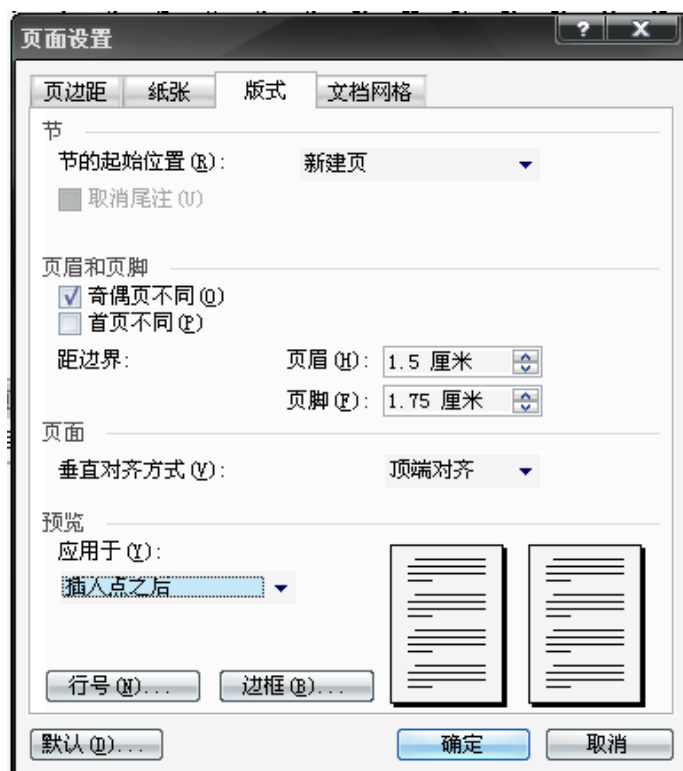 页面设置
页边距 纸张 版式 文档网格
节
节的起始位置(R): 新建页
取消尾注(U)
页眉和页脚
奇偶页不同(O)
首页不同(P)
距边界: 页眉(H): 1.5 厘米
页脚(F): 1.75 厘米
页面
垂直对齐方式(V): 顶端对齐
预览
应用于(Y):
插入点之后
行号(N)... 边框(B)...
默认(D)... 确定 取消